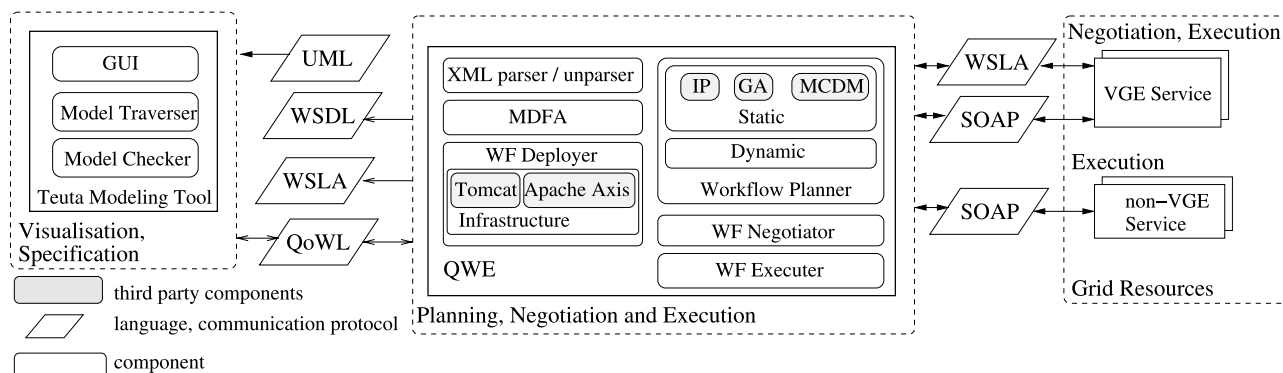 GUI
Model Traverser
Model Checker
Teuta Modeling Tool
Visualisation,
Specification
UML
WSDL
WSLA
QoWL
XML parser / unparser
MDFA
WF Deployer
Tomcat
Apache Axis
Infrastructure
QWE
IP
GA
MCDM
Static
Dynamic
Workflow Planner
WF Negotiator
WF Executer
Planning, Negotiation and Execution
WSLA
SOAP
SOAP
Negotiation, Execution
VGE Service
Execution
non-VGE
Service
Grid Resources
third party components
language, communication protocol
component